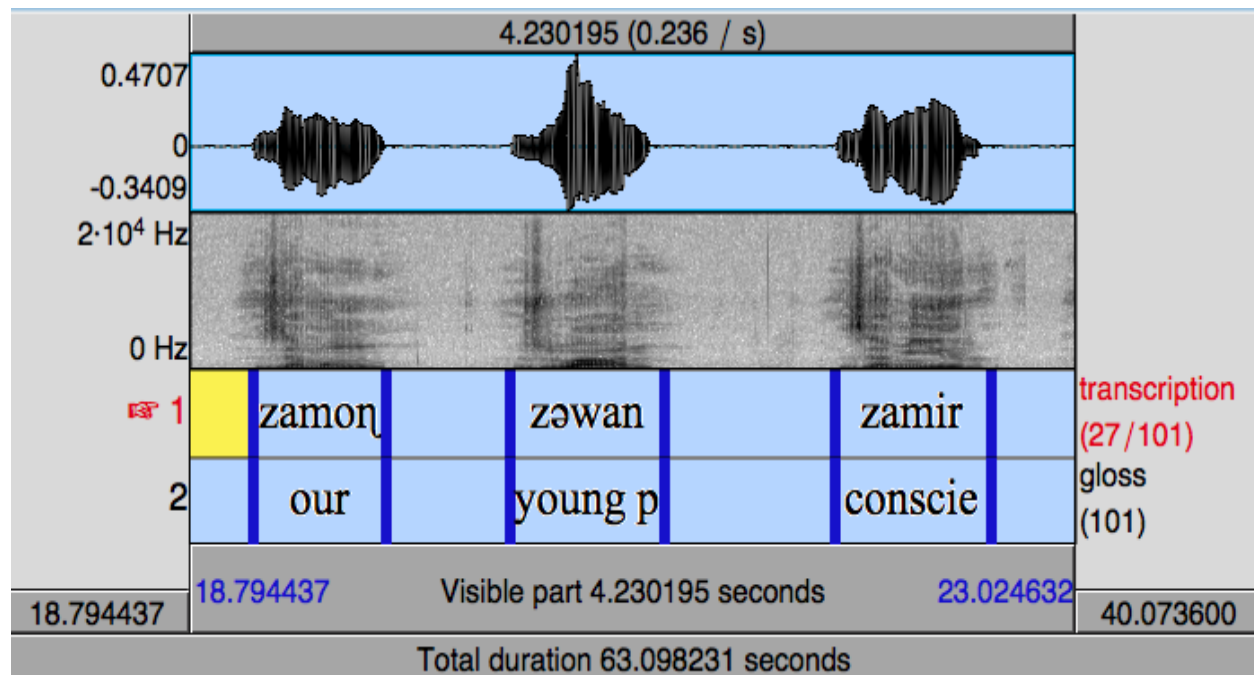 4.230195 (0.236 / s)
0.4707
0
-0.3409
2·10⁴ Hz
0 Hz
☞ 1 zamoɳ zəwan zamir transcription (27/101)
2 our young p conscie gloss (101)
18.794437 Visible part 4.230195 seconds 23.024632
18.794437 40.073600
Total duration 63.098231 seconds